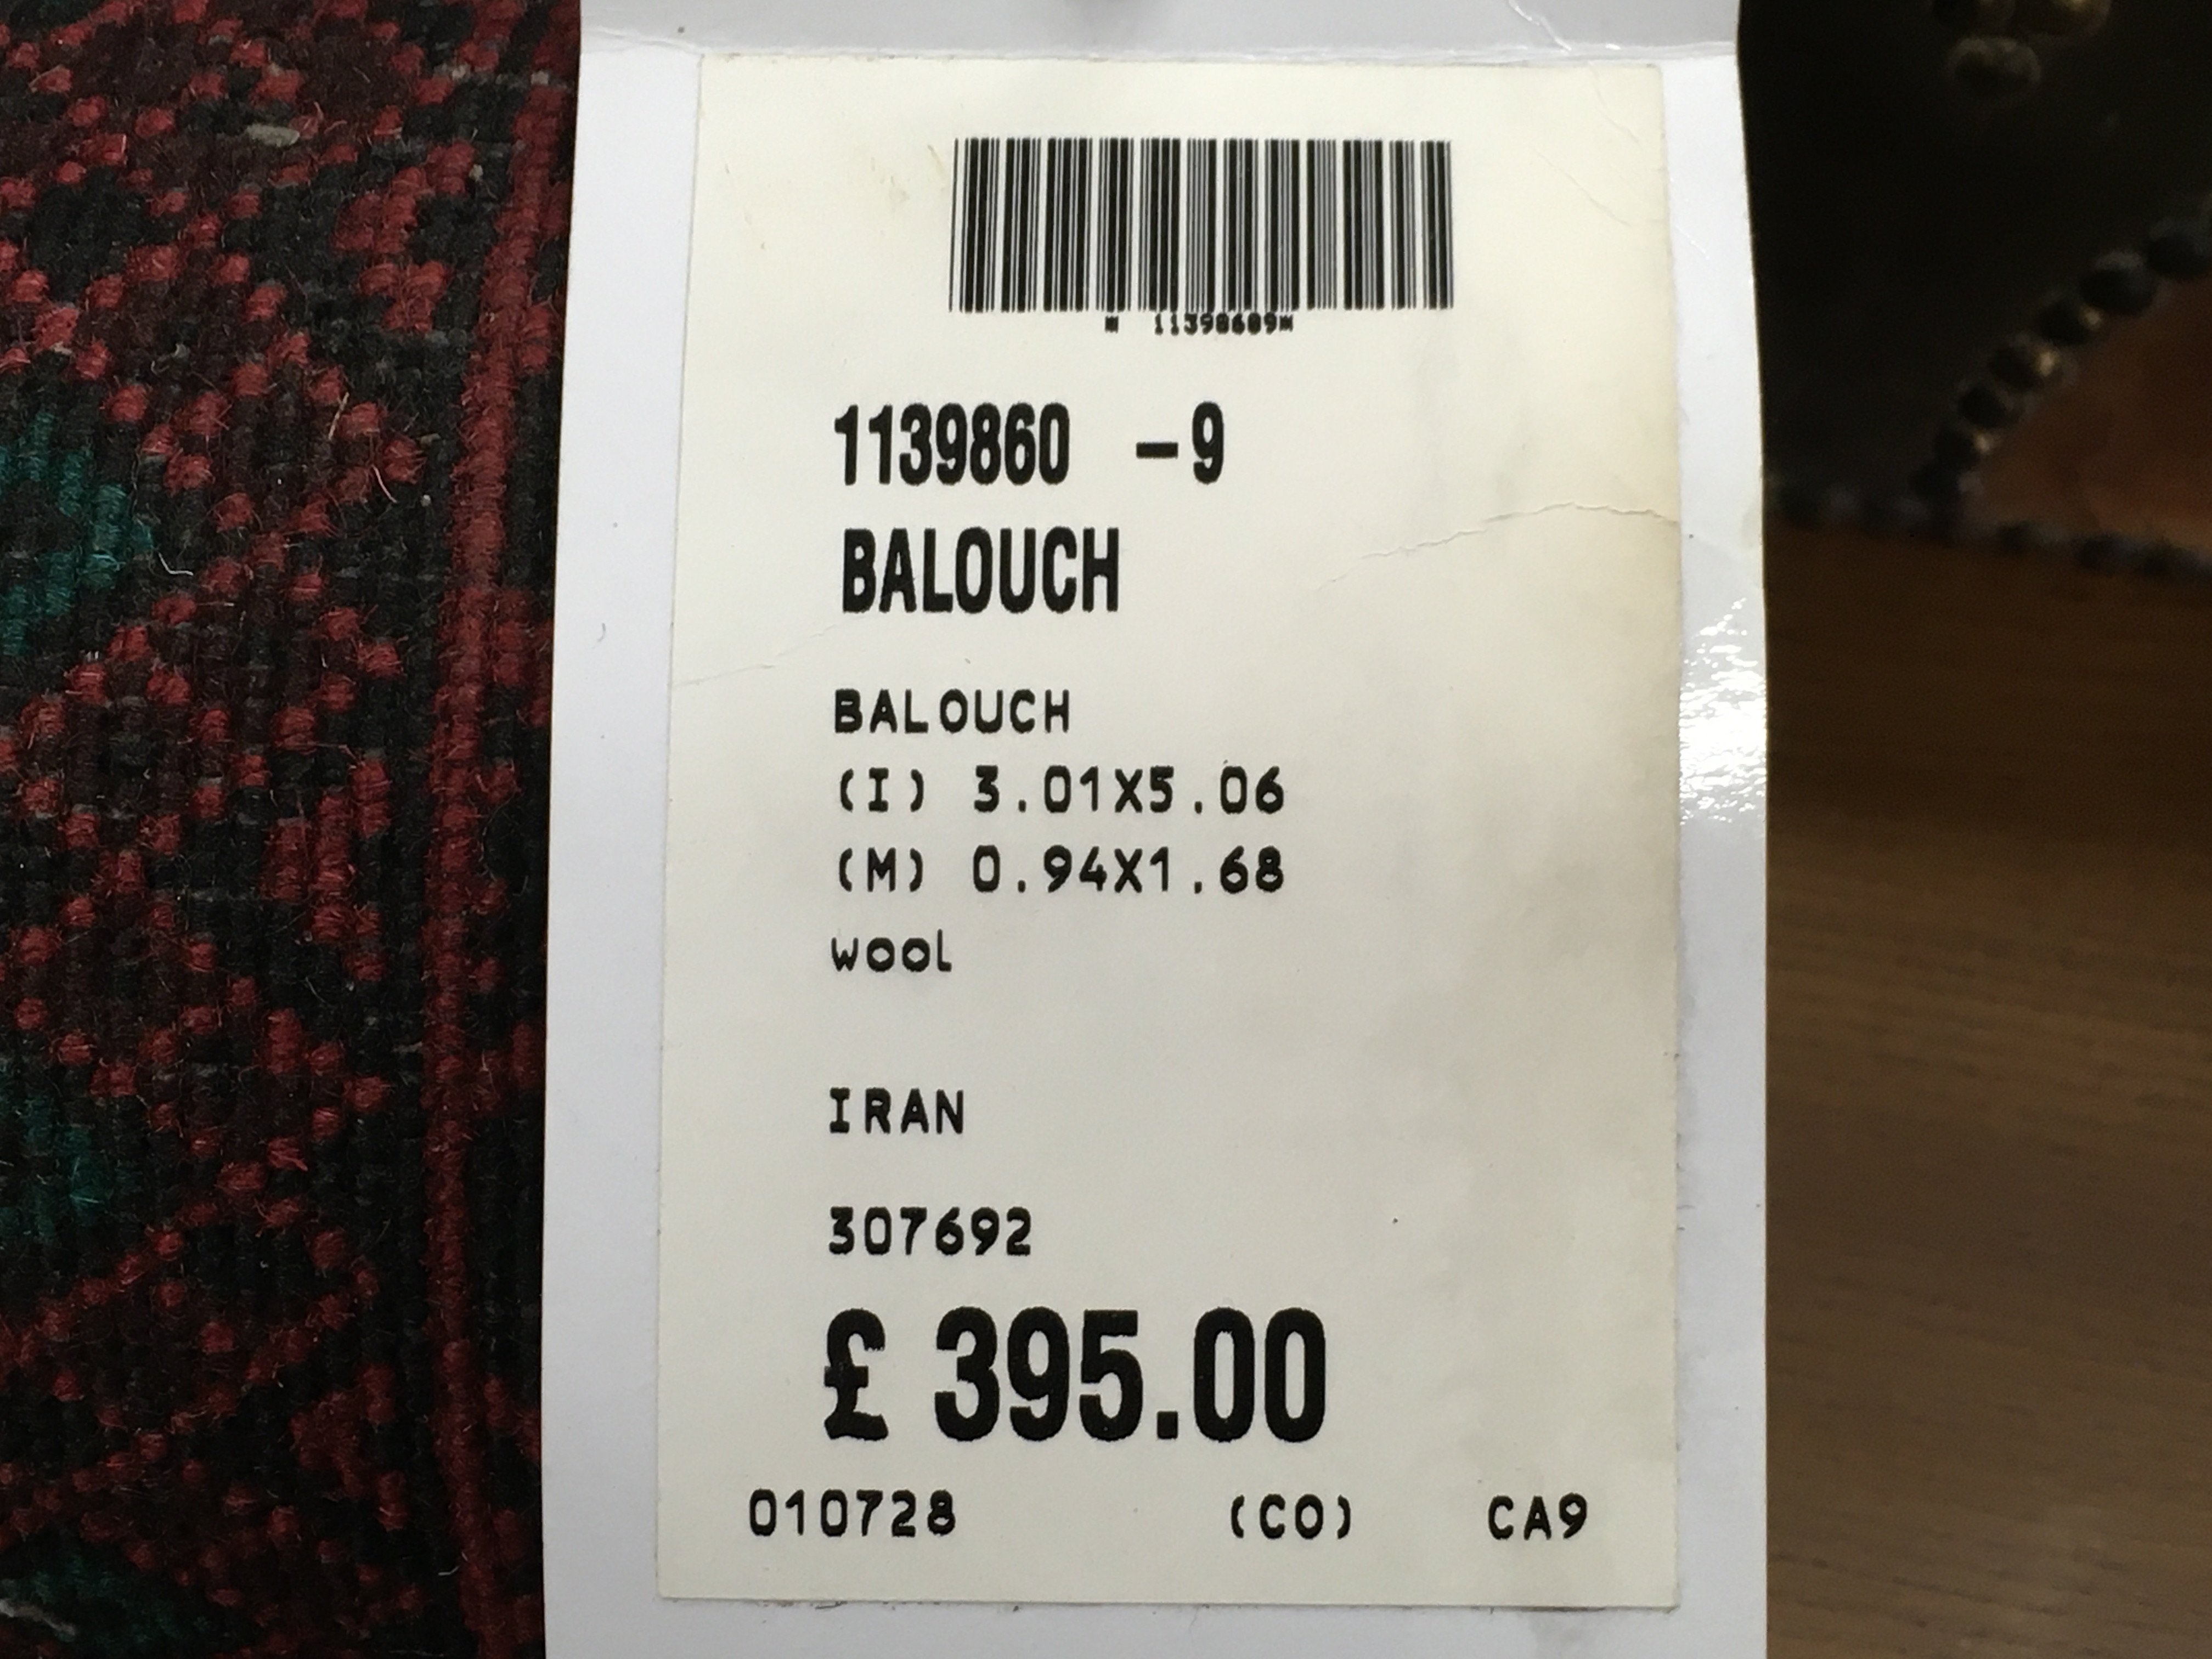 * 11398609*
1139860 -9
BALOUCH
BALOUCH
(I) 3.01X5.06
(M) 0.94X1.68
wool
IRAN
307692
£ 395.00
010728 (CO) CA9